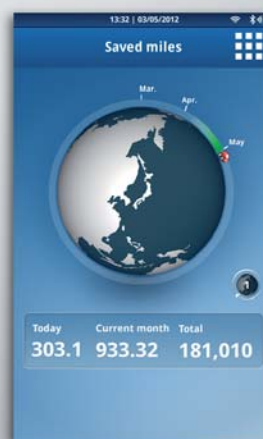 13:32 | 03/05/2012
Saved miles
Mar.
Apr.
May
1
Today Current month Total
303.1 933.32 181,010